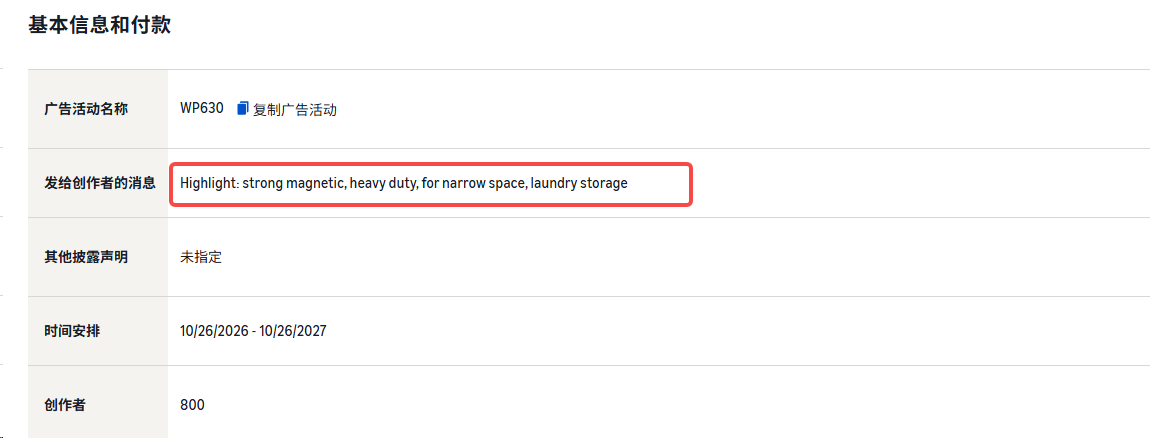 基本信息和付款
广告活动名称 WP630 复制广告活动
发给创作者的消息 Highlight: strong magnetic, heavy duty, for narrow space, laundry storage
其他披露声明 未指定
时间安排 10/26/2026 - 10/26/2027
创作者 800